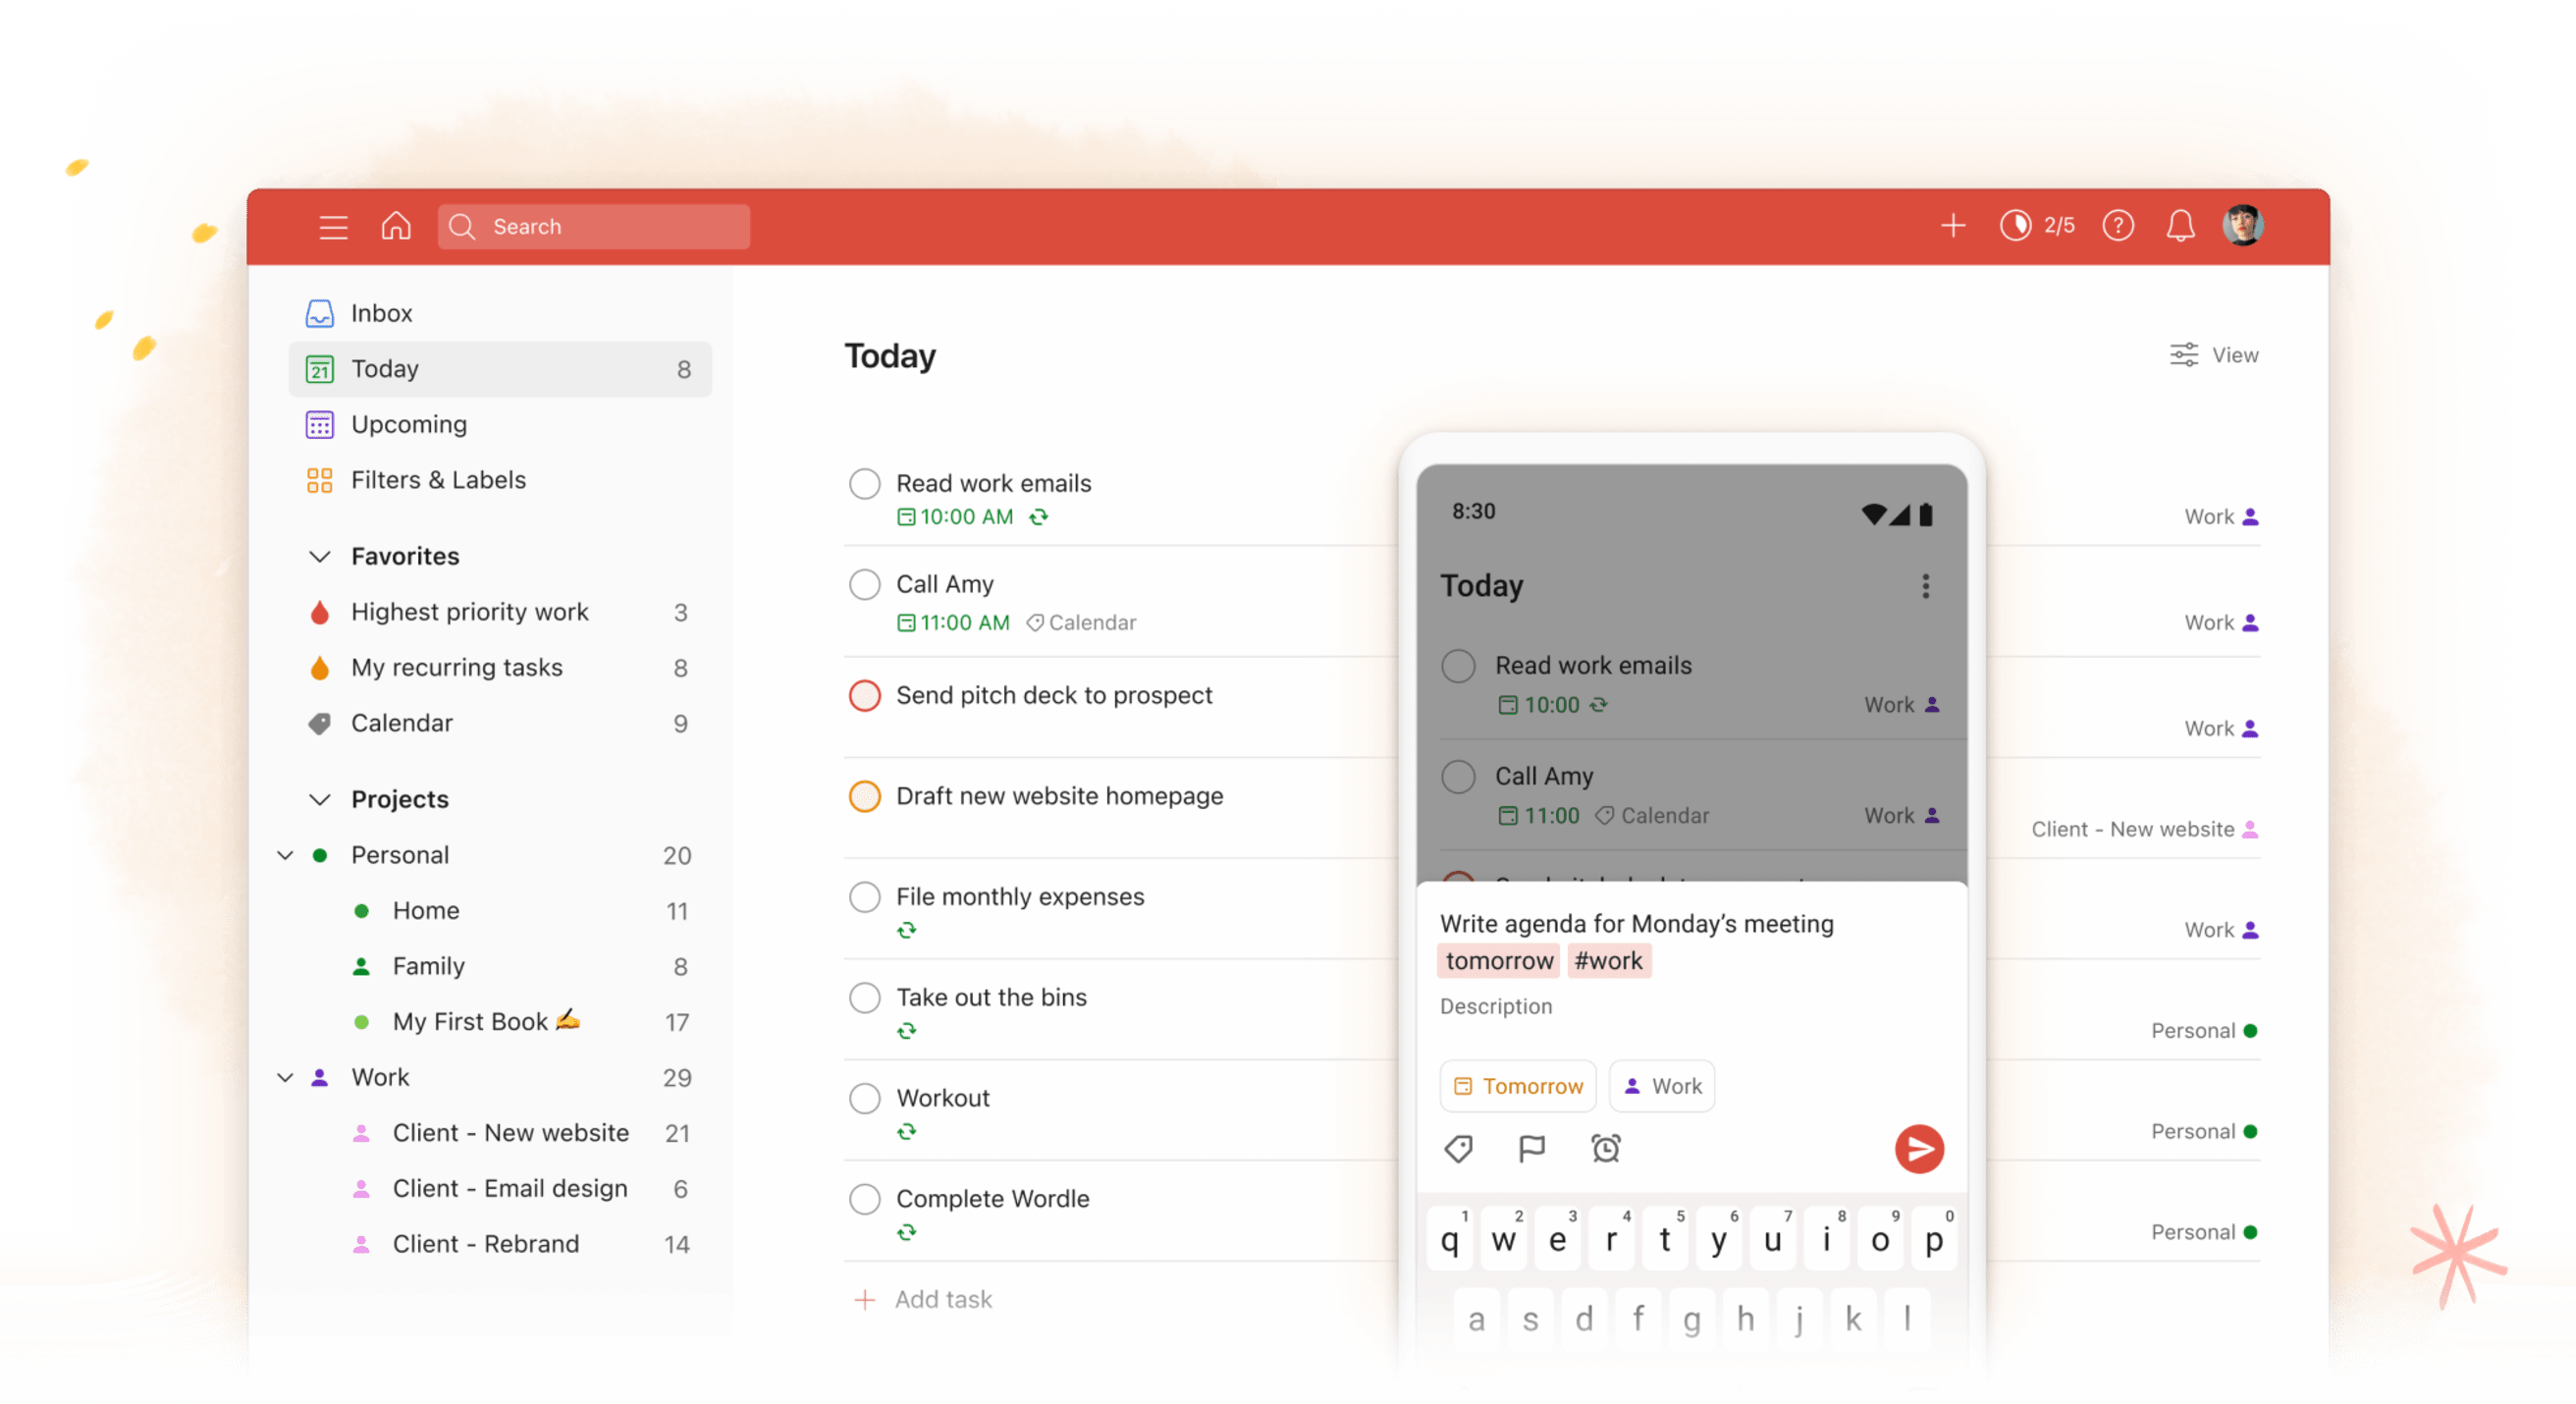 Search
2/5
Inbox
21
Today 8
Upcoming
Filters & Labels
Favorites
Highest priority work 3
My recurring tasks 8
Calendar 9
Projects
Personal 20
Home 11
Family 8
My First Book ✍️ 17
Work 29
Client - New website 21
Client - Email design 6
Client - Rebrand 14
Today
View
Read work emails
10:00 AM
Work
Call Amy
11:00 AM Calendar
Work
Send pitch deck to prospect
Work
Draft new website homepage
Client - New website
File monthly expenses
Work
Take out the bins
Personal
Workout
Personal
Complete Wordle
Personal
Add task
8:30
Today
Read work emails
10:00 Work
Call Amy
11:00 Calendar Work
Write agenda for Monday’s meeting
tomorrow #work
Description
Tomorrow Work
1 2 3 4 5 6 7 8 9 0
q w e r t y u i o p
a s d f g h j k l